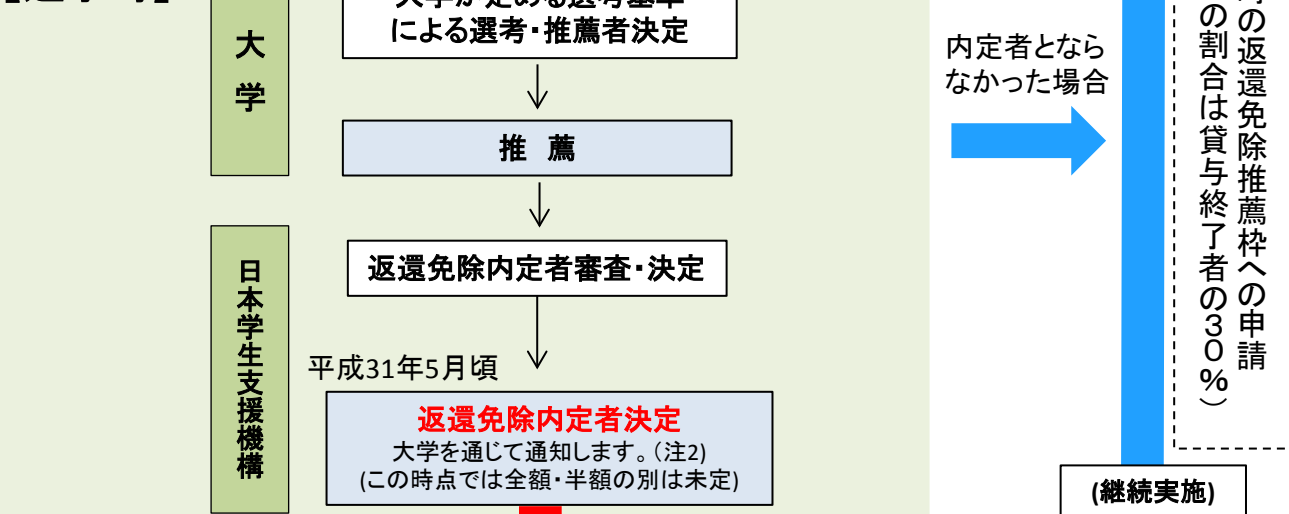 大学
による選考・推薦者決定
推 薦
日本学生支援機構
返還免除内定者審査・決定
平成31年5月頃
返還免除内定者決定
大学を通じて通知します。(注2)
(この時点では全額・半額の別は未定)
内定者となら
なかった場合
の返還免除推薦枠への申請
の割合は貸与終了者の30%)
(継続実施)